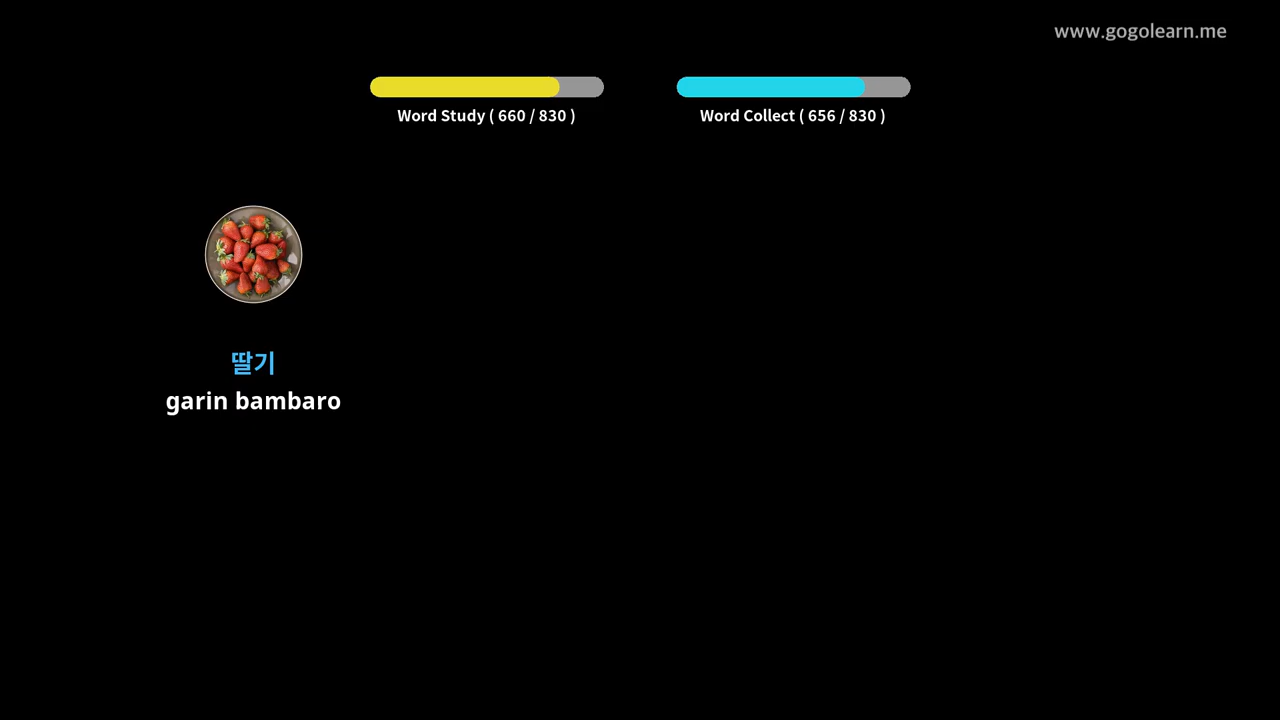 www.gogolearn.me
Word Study ( 660 / 830 )
Word Collect ( 656 / 830 )
딸기
garin bambaro